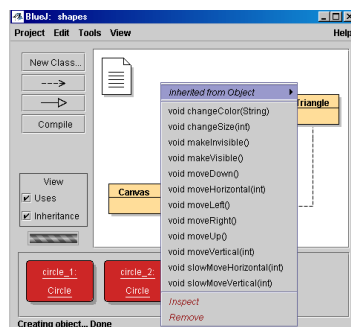 BlueJ: shapes
Project Edit Tools View Help
New Class...
Compile
View
Uses
Inheritance
Canvas
Triangle
inherited from Object
void changeColor(String)
void changeSize(int)
void makeInvisible()
void makeVisible()
void moveDown()
void moveHorizontal(int)
void moveLeft()
void moveRight()
void moveUp()
void moveVertical(int)
void slowMoveHorizontal(int)
void slowMoveVertical(int)
Inspect
Remove
circle_1:
Circle
circle_2:
Circle
Creating object... Done